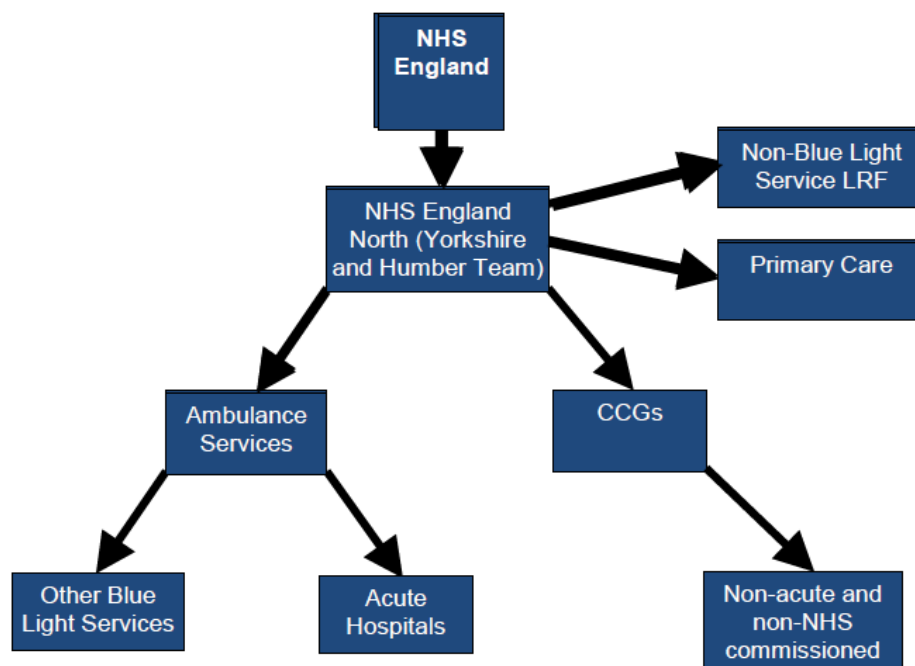 NHS
England
Non-Blue Light
Service LRF
NHS England
North (Yorkshire
and Humber Team)
Primary Care
Ambulance
Services
CCGs
Other Blue
Light Services
Acute
Hospitals
Non-acute and
non-NHS
commissioned